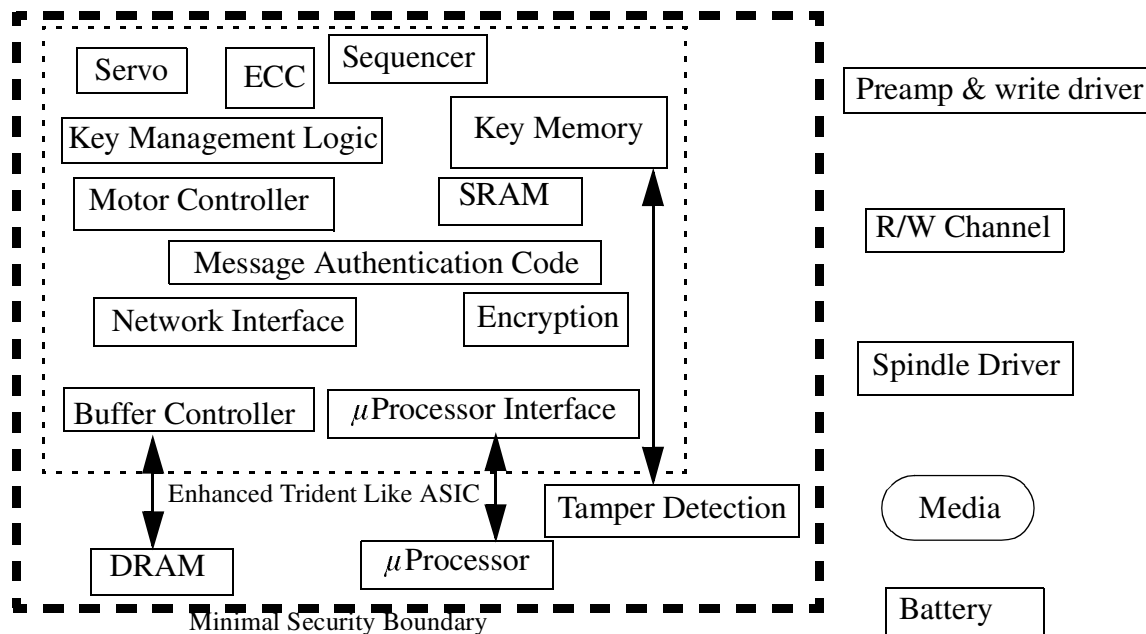 Servo
ECC
Sequencer
Preamp & write driver
Key Management Logic
Key Memory
Motor Controller
SRAM
R/W Channel
Message Authentication Code
Network Interface
Encryption
Spindle Driver
Buffer Controller
µProcessor Interface
Enhanced Trident Like ASIC
Tamper Detection
Media
DRAM
µProcessor
Battery
Minimal Security Boundary